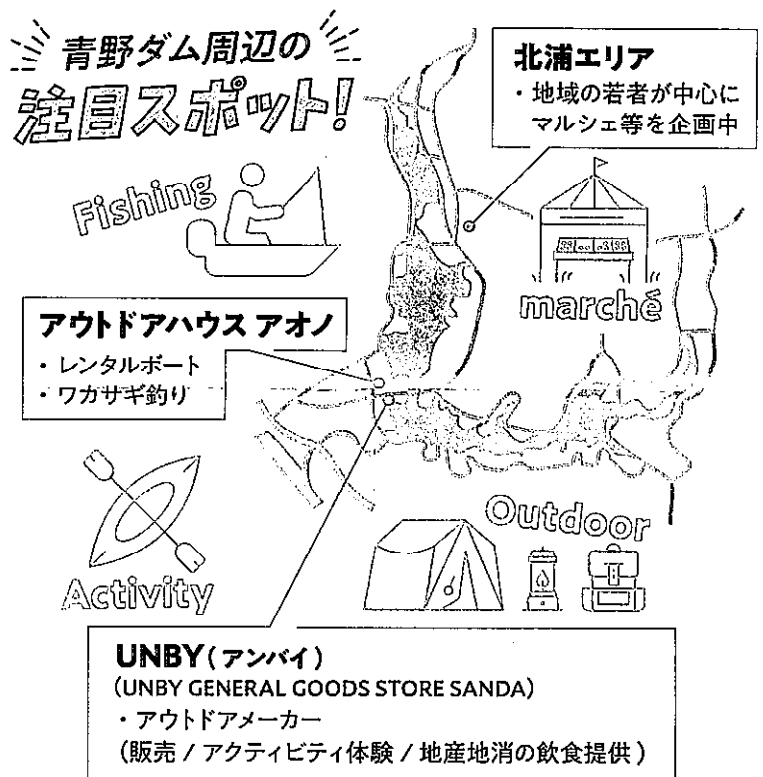 青野ダム周辺の
注目スポット!
北浦エリア
・地域の若者が中心に
マルシェ等を企画中
Fishing
marché
アウトドアハウス アオノ
・レンタルボート
・ワカサギ釣り
Outdoor
Activity
UNBY(アンバイ)
(UNBY GENERAL GOODS STORE SANDA)
・アウトドアメーカー
(販売 / アクティビティ体験 / 地産地消の飲食提供)